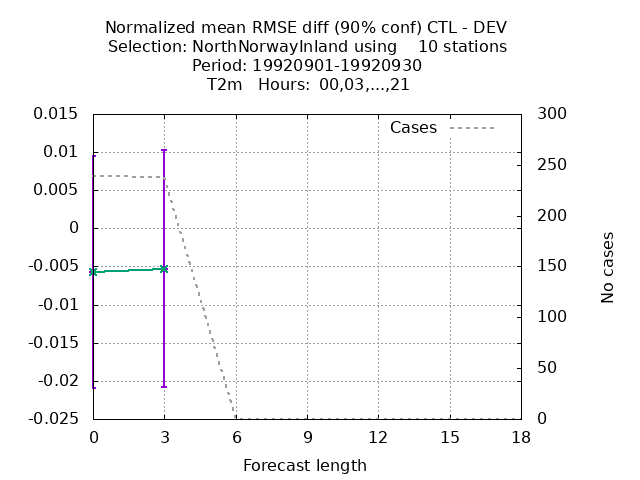 Normalized mean RMSE diff (90% conf) CTL - DEV
Selection: NorthNorwayInland using    10 stations
Period: 19920901-19920930
T2m   Hours:  00,03,...,21
0.015
0.01
0.005
0
-0.005
-0.01
-0.015
-0.02
-0.025
Cases
300
250
200
150
100
50
0
No cases
0 3 6 9 12 15 18
Forecast length